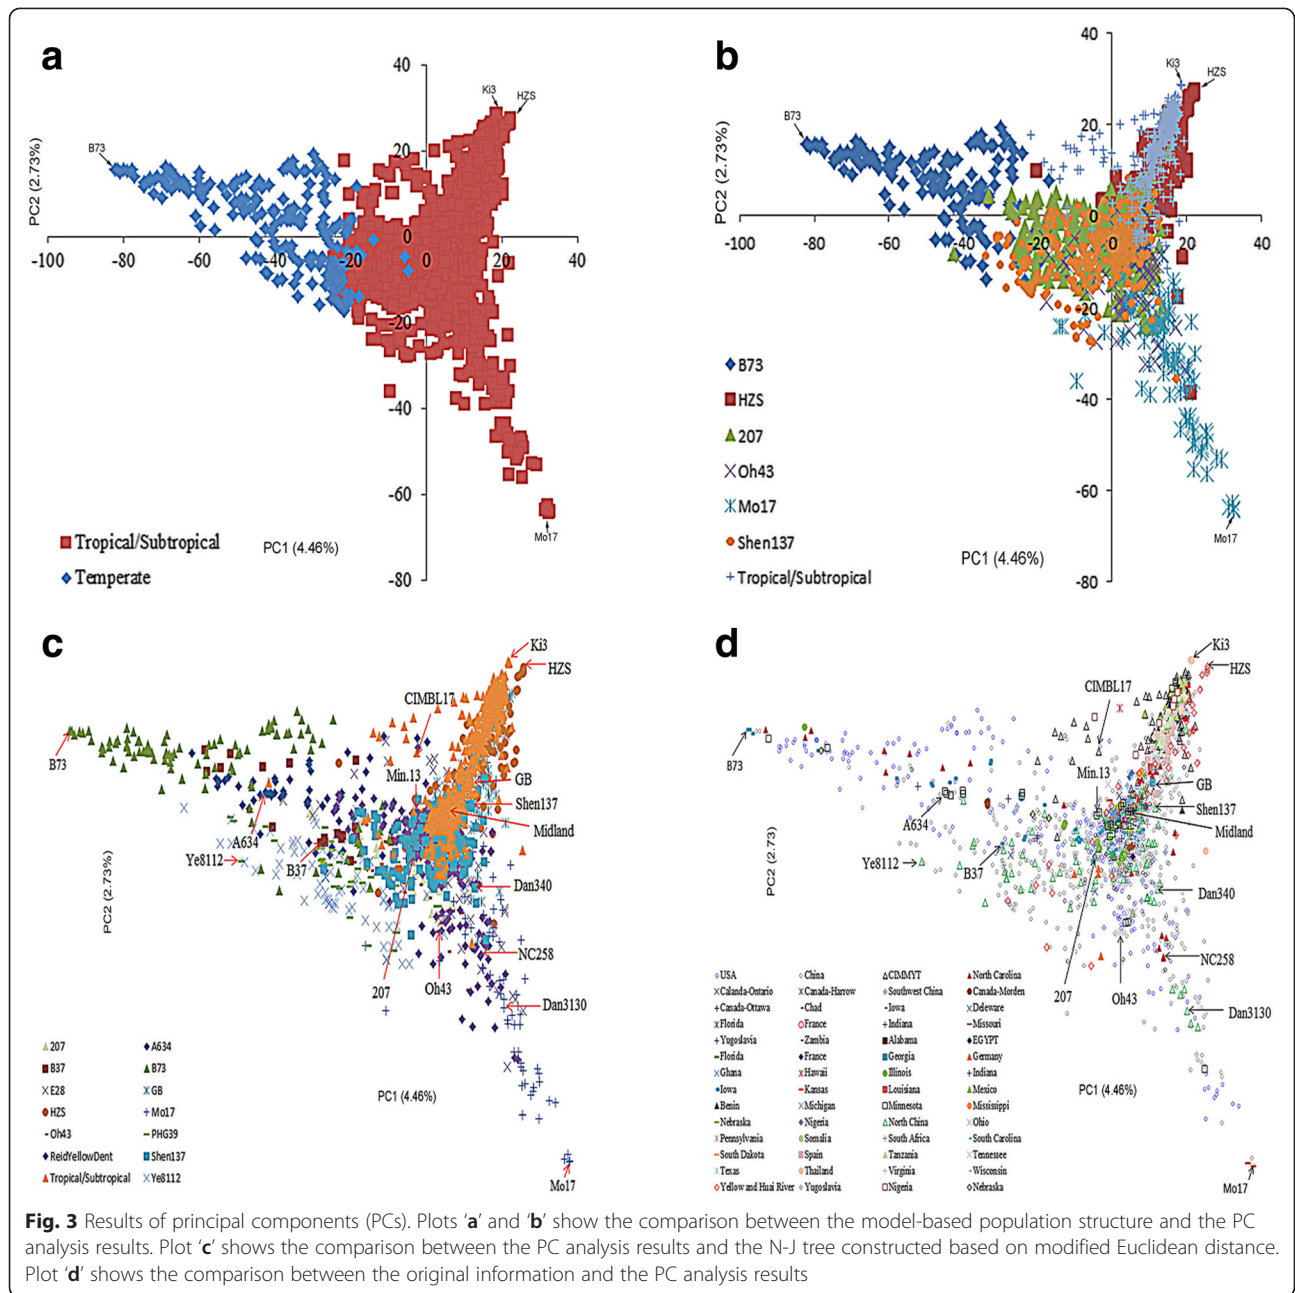 a
40
Ki3
HZS
20
B73
PC2 (2.73%)
0
-100 -80 -60 -40 -20 0 20 40
-20
-40
-60
Mo17
-80
Tropical/Subtropical
Temperate
PC1 (4.46%)
b
40
Ki3
HZS
20
B73
PC2 (2.73%)
0
-100 -80 -60 -40 -20 0 20 40
-20
-40
-60
Mo17
-80
B73
HZS
207
Oh43
Mo17
Shen137
Tropical/Subtropical
PC1 (4.46%)
c
Ki3
HZS
CIMBL17
B73
Min.13
GB
Shen137
Midland
A634
Ye8112
B37
Dan340
PC2 (2.73%)
NC258
207
Oh43
Dan3130
Mo17
PC1 (4.46%)
207 A634
B37 B73
E28 GB
HZS Mo17
Oh43 PHG39
ReidYellowDent Shen137
Tropical/Subtropical Ye8112
d
Ki3
HZS
CIMBL17
B73
Min.13
GB
Shen137
Midland
A634
Ye8112
B37
Dan340
PC2 (2.73)
NC258
207
Oh43
Dan3130
Mo17
PC1 (4.46%)
USA China CIMMYT North Carolina
Calanda-Ontario Canada-Harrow Southwest China Canada-Morden
Canada-Ottawa Chad Iowa Deleware
Florida France Indiana Missouri
Yugoslavia Zambia Alabama EGYPT
Florida France Georgia Germany
Ghana Hawaii Illinois Indiana
Iowa Kansas Louisiana Mexico
Benin Michigan Minnesota Mississippi
Nebraska Nigeria North China Ohio
Pennsylvania Somalia South Africa South Carolina
South Dakota Spain Tanzania Tennessee
Texas Thailand Virginia Wisconsin
Yellow and Huai River Yugoslavia Nigeria Nebraska
Fig. 3 Results of principal components (PCs). Plots ‘a’ and ‘b’ show the comparison between the model-based population structure and the PC
analysis results. Plot ‘c’ shows the comparison between the PC analysis results and the N-J tree constructed based on modified Euclidean distance.
Plot ‘d’ shows the comparison between the original information and the PC analysis results